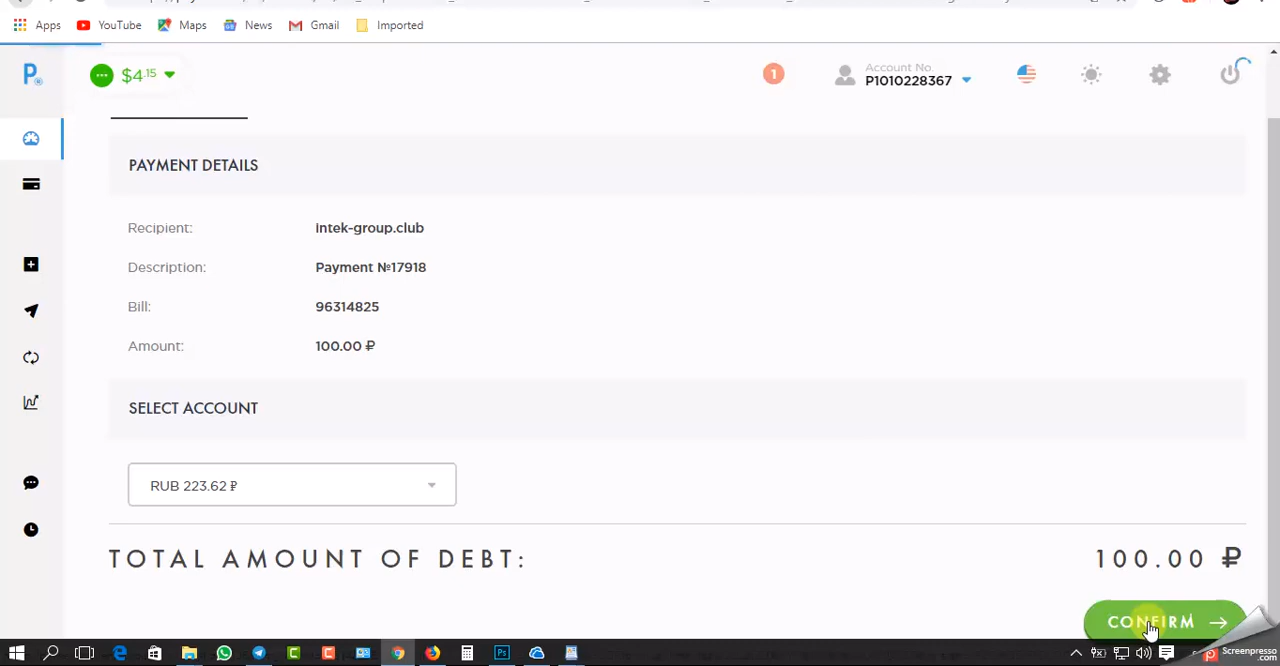 Apps YouTube Maps News Gmail Imported
P® $4.15 1 Account No. P1010228367
PAYMENT DETAILS
Recipient: intek-group.club
Description: Payment №17918
Bill: 96314825
Amount: 100.00 ₽
SELECT ACCOUNT
RUB 223.62 ₽
TOTAL AMOUNT OF DEBT: 100.00 ₽
CONFIRM
Screenpresso.com